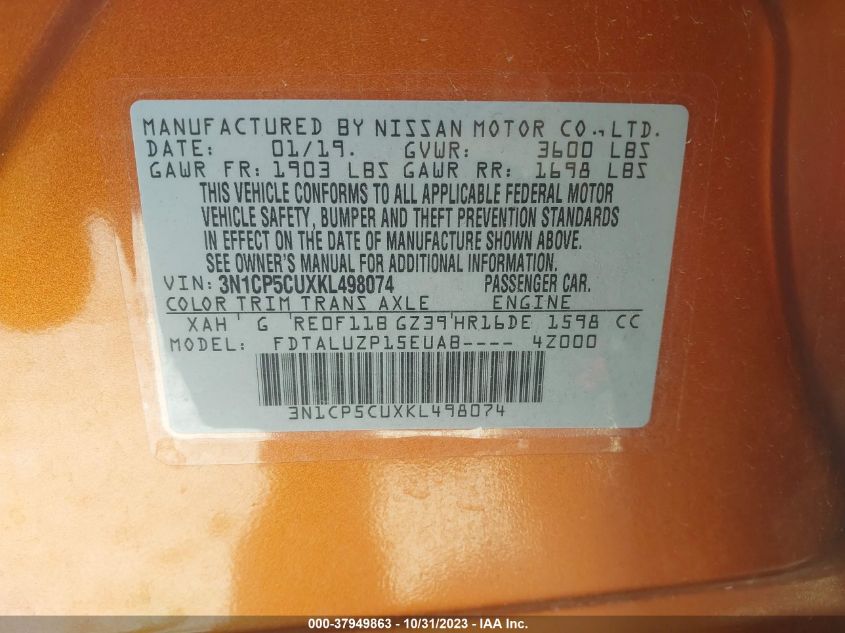 MANUFACTURED BY NISSAN MOTOR CO., LTD.
DATE: 01/19. GVWR: 3600 LBS
GAWR FR: 1903 LBS GAWR RR: 1698 LBS
THIS VEHICLE CONFORMS TO ALL APPLICABLE FEDERAL MOTOR
VEHICLE SAFETY, BUMPER AND THEFT PREVENTION STANDARDS
IN EFFECT ON THE DATE OF MANUFACTURE SHOWN ABOVE.
SEE OWNER'S MANUAL FOR ADDITIONAL INFORMATION.
VIN: 3N1CP5CUXKL498074 PASSENGER CAR.
COLOR TRIM TRANS AXLE ENGINE
XAH G RE0F11B GZ39 HR16DE 1598 CC
MODEL: FDTALUZP15EUAB---- 4Z000
3N1CP5CUXKL498074
000-37949863 - 10/31/2023 - IAA Inc.